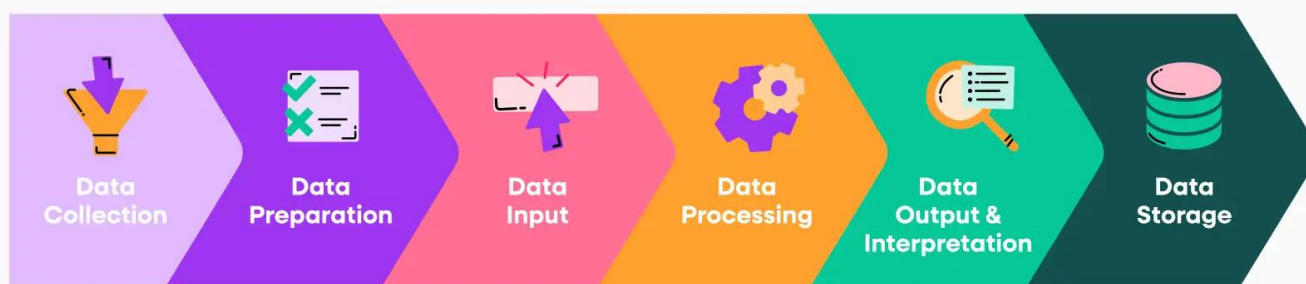 Data
Collection
Data
Preparation
Data
Input
Data
Processing
Data
Output &
Interpretation
Data
Storage